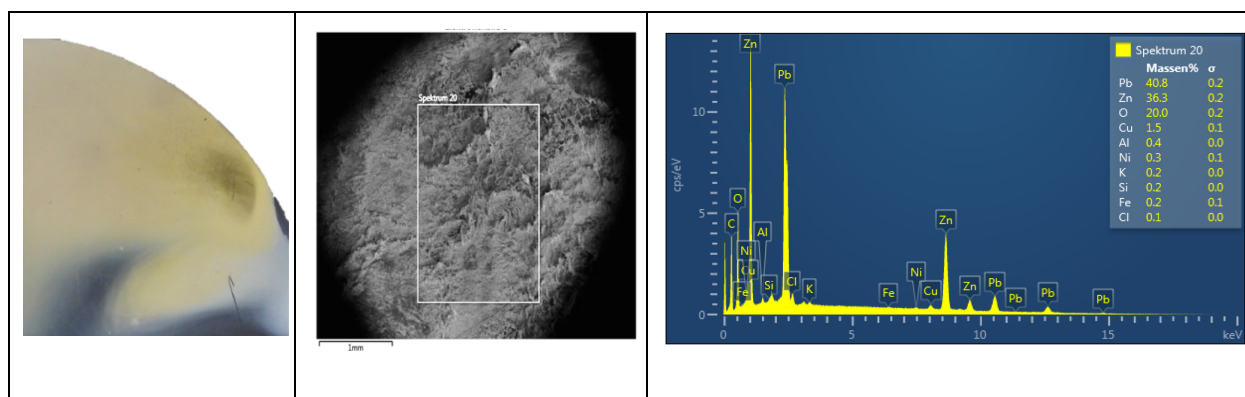 Spektrum 20
1mm
Spektrum 20
Massen% σ
Pb 40.8 0.2
Zn 36.3 0.2
O 20.0 0.2
Cu 1.5 0.1
Al 0.4 0.0
Ni 0.3 0.1
K 0.2 0.0
Si 0.2 0.0
Fe 0.2 0.1
Cl 0.1 0.0
cps/eV
10
5
0
Zn
Pb
O
C
Al
Ni
Cu
Fe
Si
Cl
K
Fe
Ni
Cu
Zn
Zn
Pb
Pb
Pb
Pb
0
5
10
15
keV